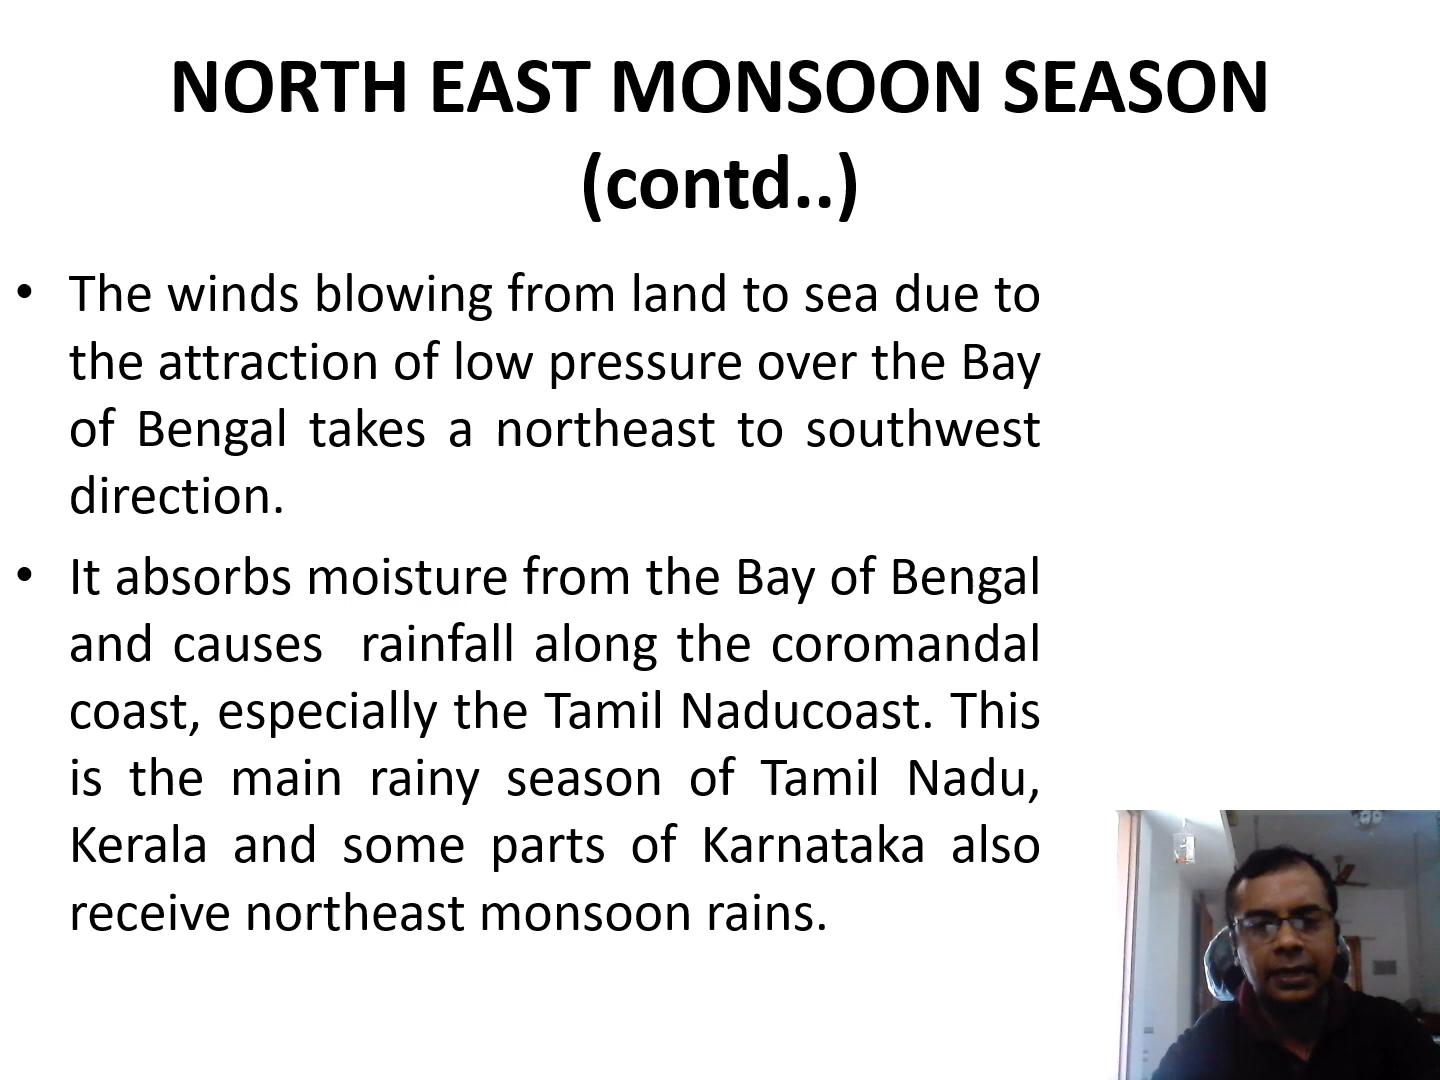 NORTH EAST MONSOON SEASON
(contd..)
• The winds blowing from land to sea due to
the attraction of low pressure over the Bay
of Bengal takes a northeast to southwest
direction.
• It absorbs moisture from the Bay of Bengal
and causes  rainfall along the coromandal
coast, especially the Tamil Naducoast. This
is the main rainy season of Tamil Nadu,
Kerala and some parts of Karnataka also
receive northeast monsoon rains.